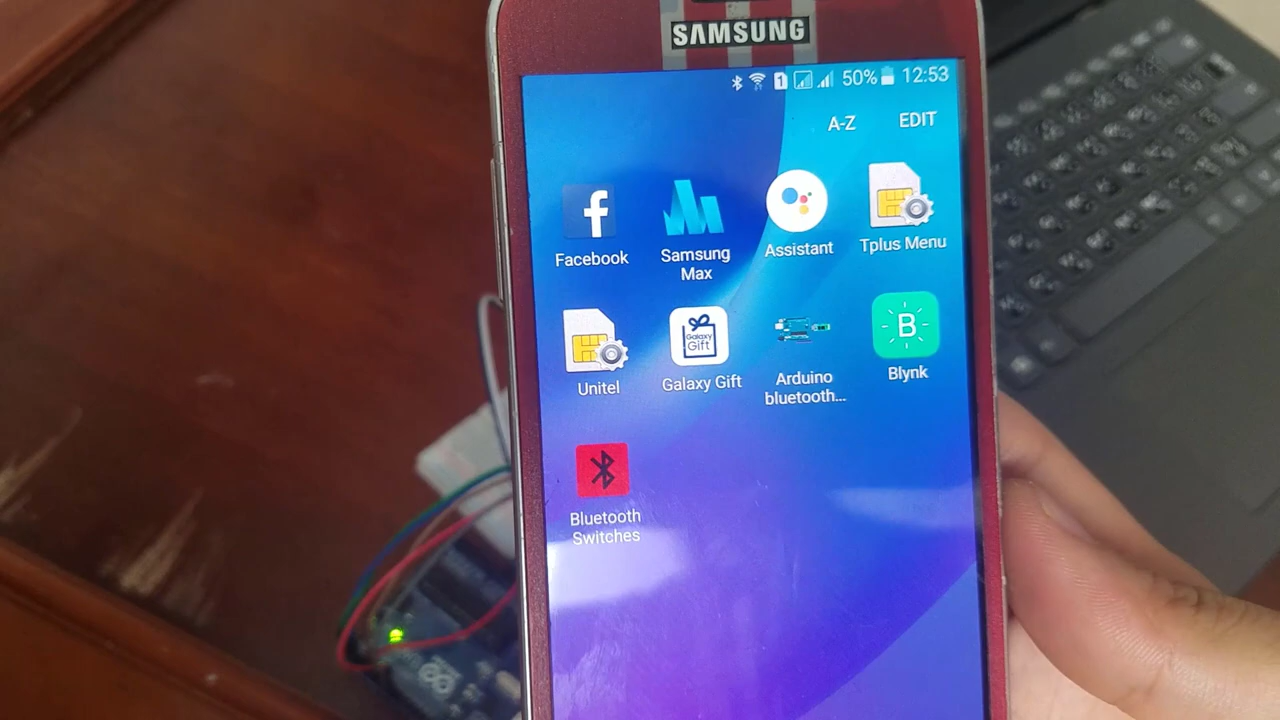 SAMSUNG
1 50% 12:53
A-Z EDIT
Facebook
Samsung
Max
Assistant
Tplus Menu
Unitel
Galaxy
Gift
Galaxy Gift
Arduino
bluetooth...
B
Blynk
Bluetooth
Switches